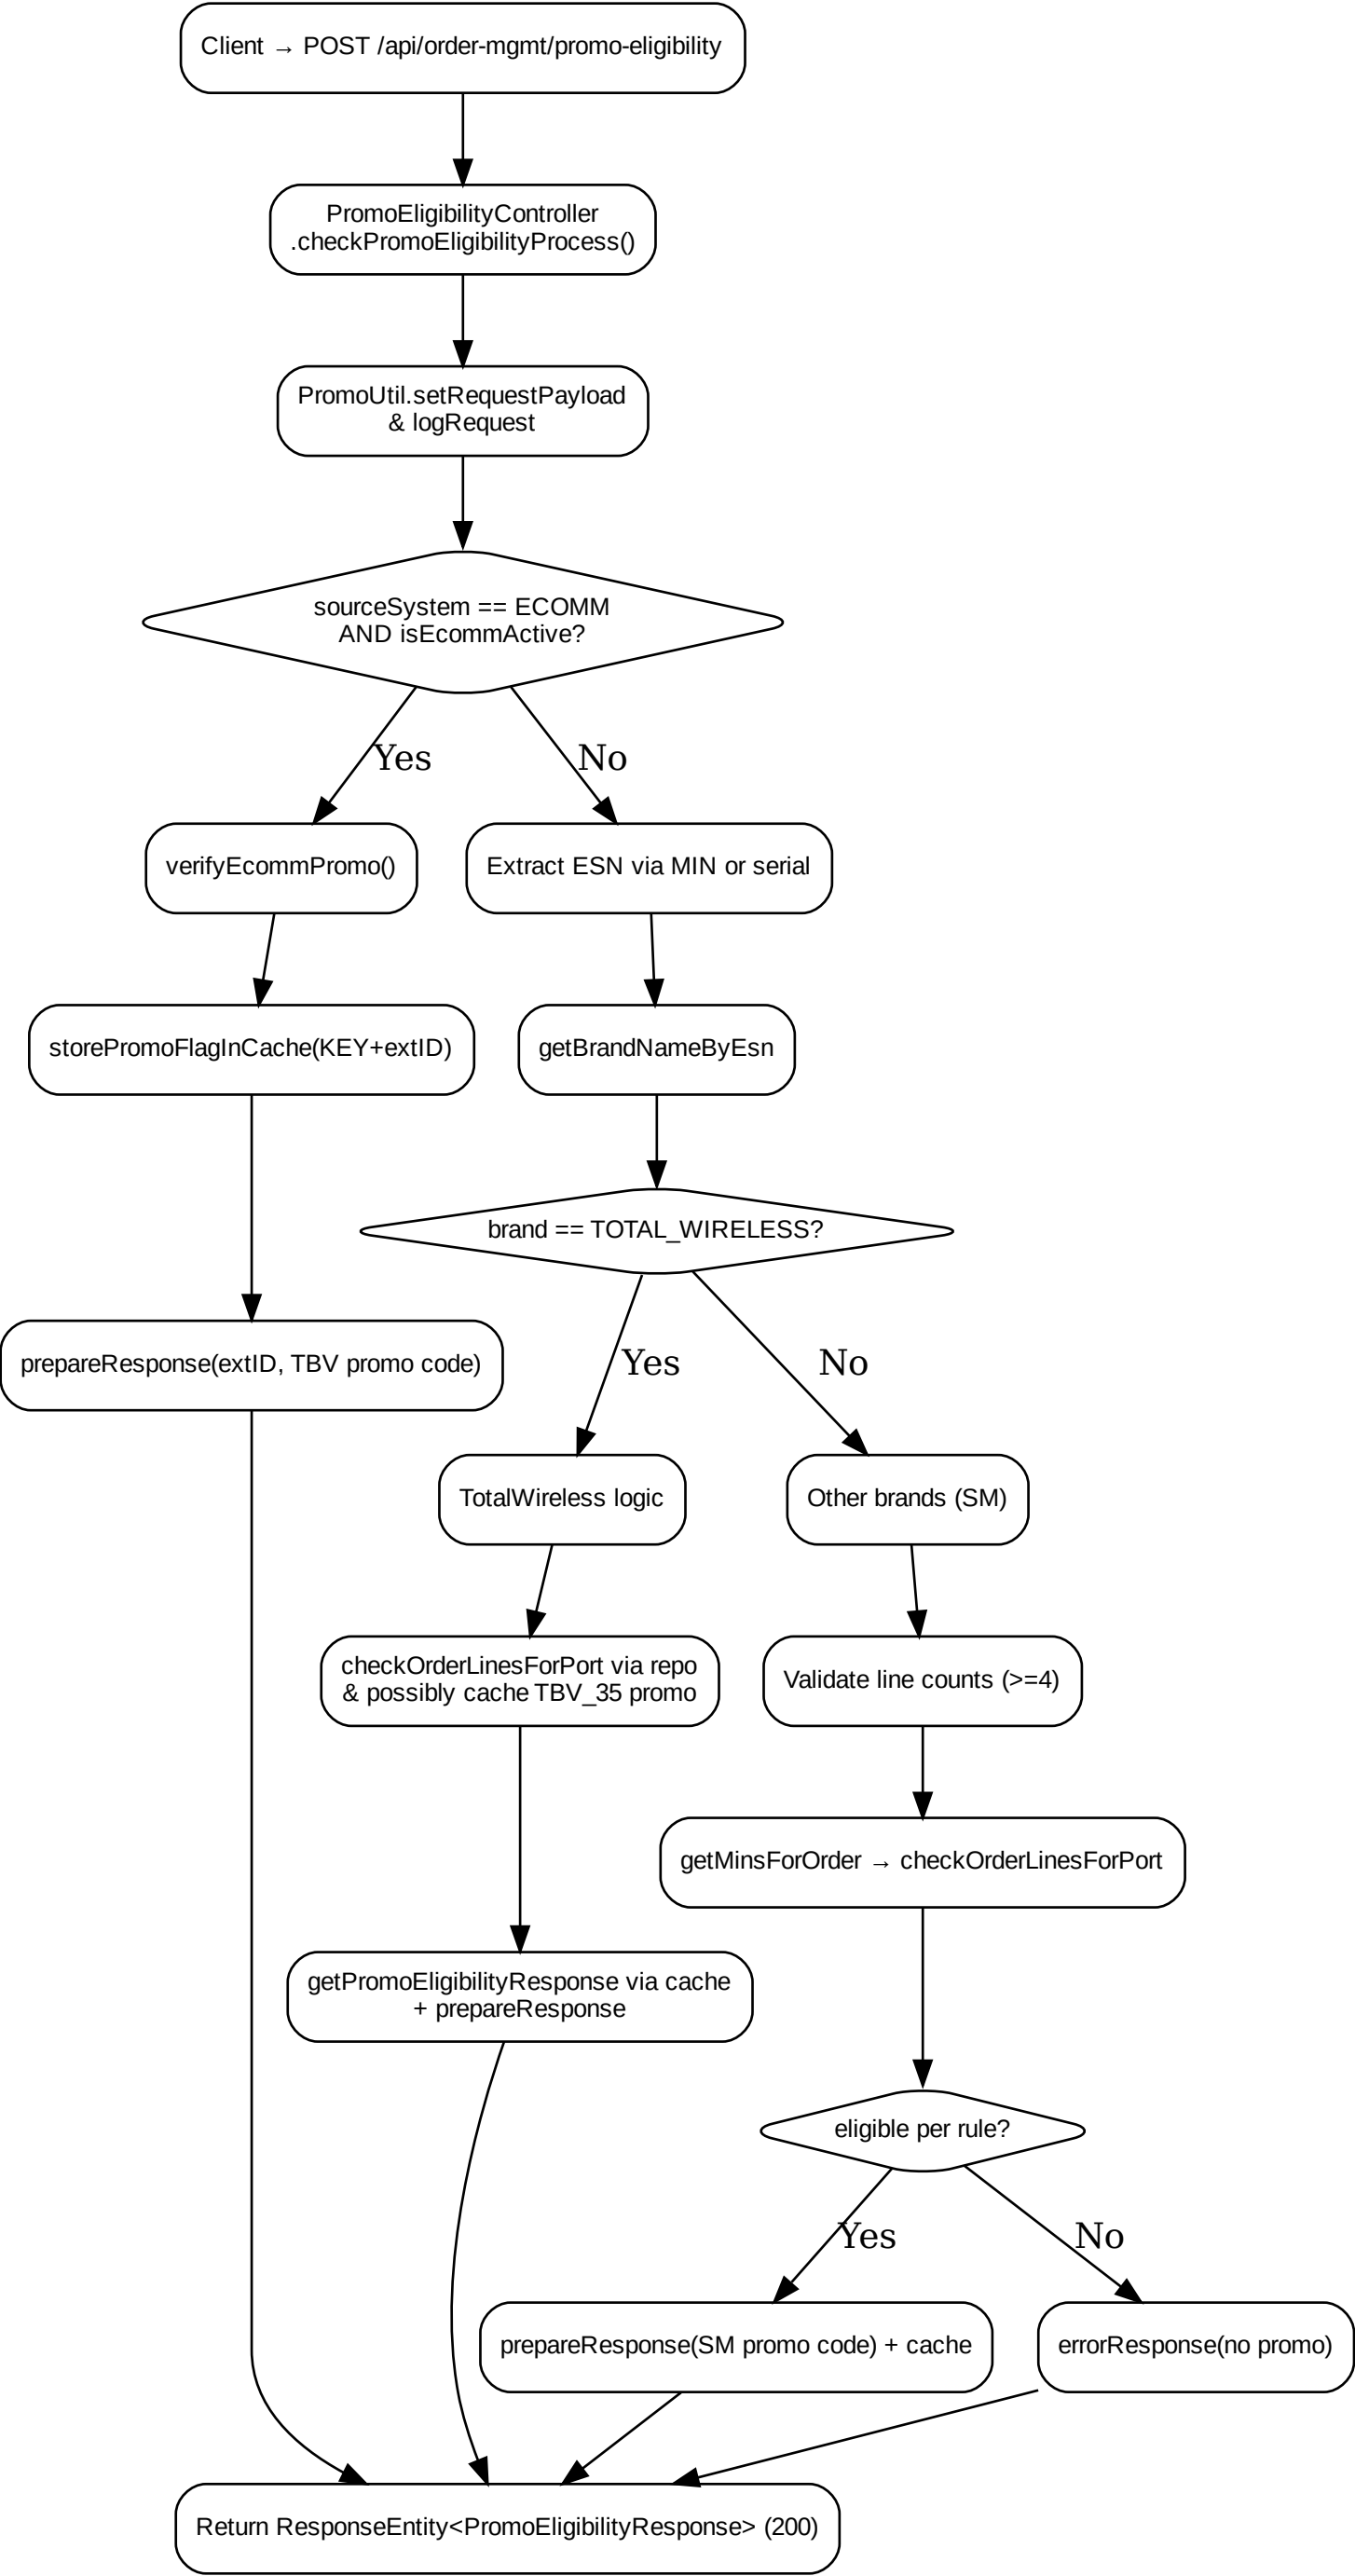 Client → POST /api/order-mgmt/promo-eligibility
PromoEligibilityController
.checkPromoEligibilityProcess()
PromoUtil.setRequestPayload
& logRequest
sourceSystem == ECOMM
AND isEcommActive?
Yes
No
verifyEcommPromo()
Extract ESN via MIN or serial
storePromoFlagInCache(KEY+extID)
getBrandNameByEsn
brand == TOTAL_WIRELESS?
prepareResponse(extID, TBV promo code)
Yes
No
TotalWireless logic
Other brands (SM)
checkOrderLinesForPort via repo
& possibly cache TBV_35 promo
Validate line counts (>=4)
getMinsForOrder → checkOrderLinesForPort
getPromoEligibilityResponse via cache
+ prepareResponse
eligible per rule?
Yes
No
prepareResponse(SM promo code) + cache
errorResponse(no promo)
Return ResponseEntity<PromoEligibilityResponse> (200)